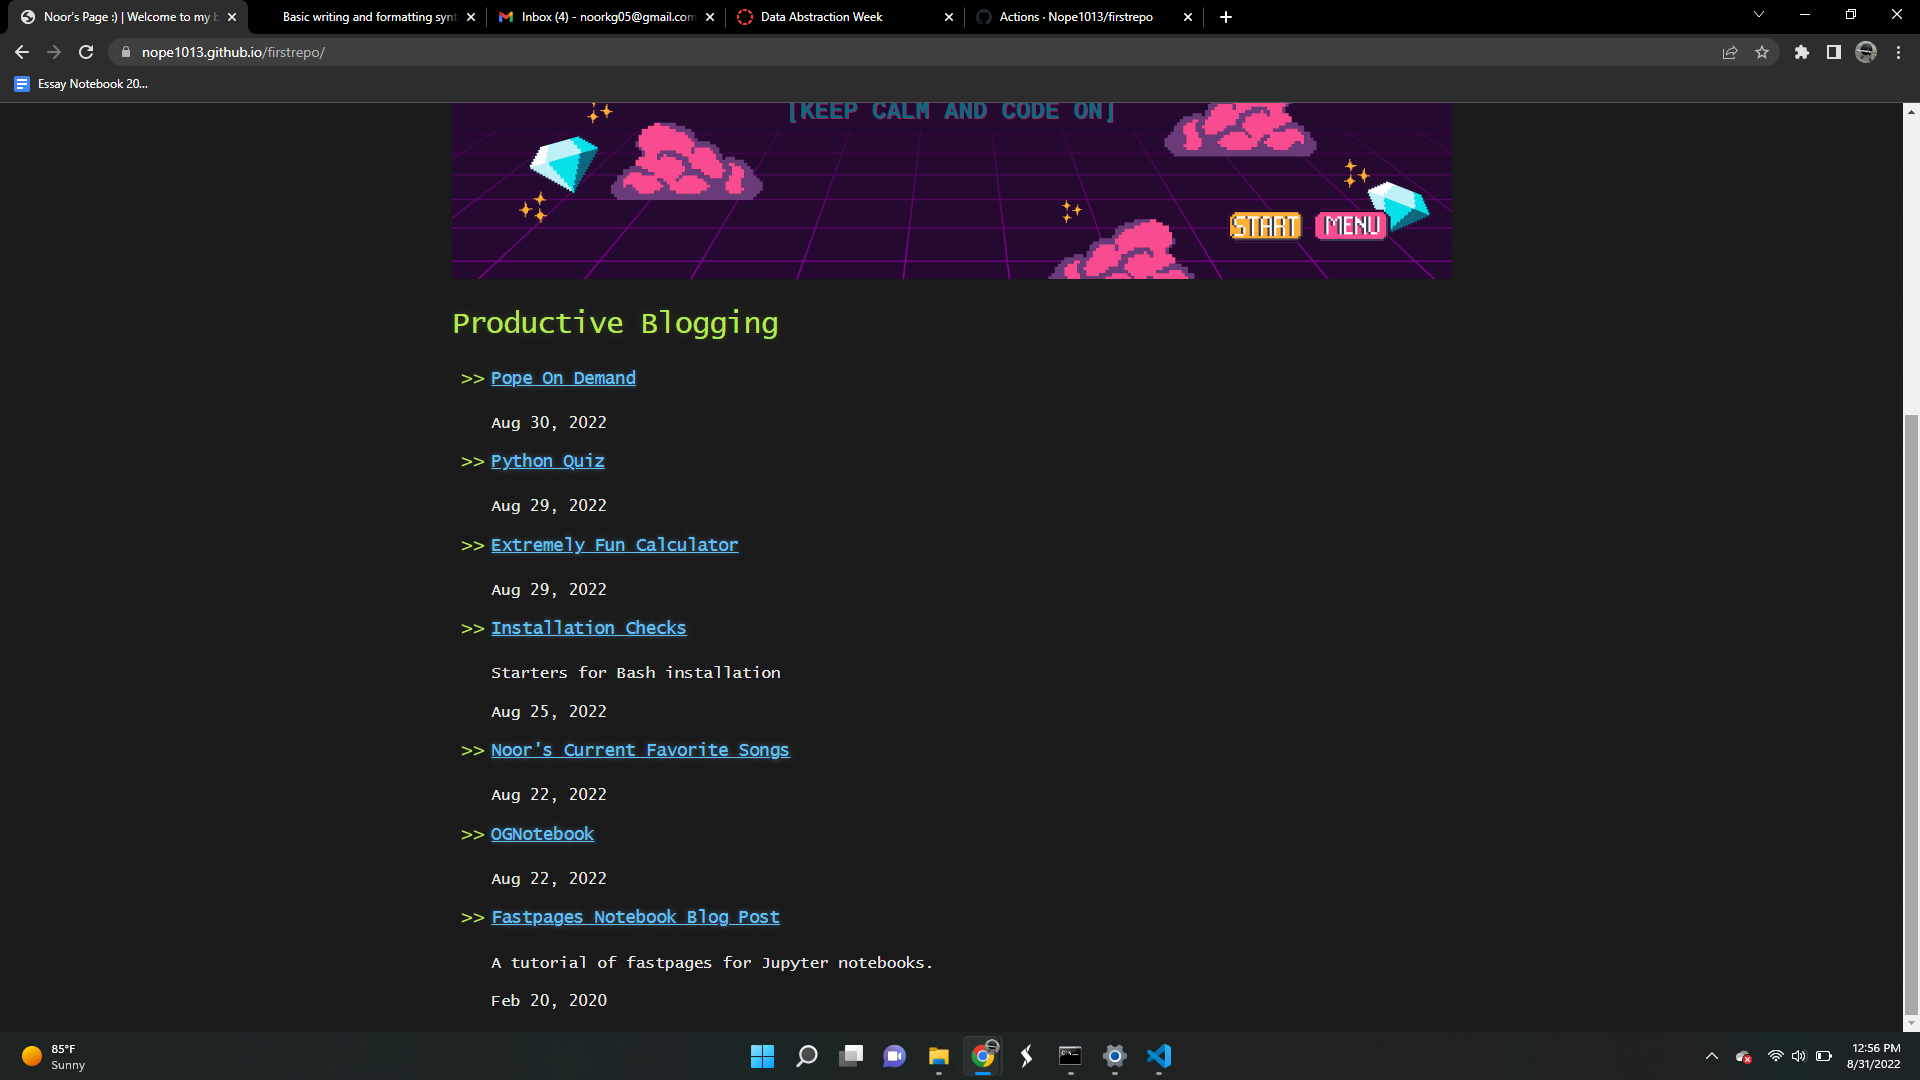 Noor's Page :) | Welcome to my b
Basic writing and formatting synt
Inbox (4) - noorkg05@gmail.com
Data Abstraction Week
Actions · Nope1013/firstrepo
nope1013.github.io/firstrepo/
Essay Notebook 20...
[KEEP CALM AND CODE ON]
START MENU
Productive Blogging
>> Pope On Demand
Aug 30, 2022
>> Python Quiz
Aug 29, 2022
>> Extremely Fun Calculator
Aug 29, 2022
>> Installation Checks
Starters for Bash installation
Aug 25, 2022
>> Noor's Current Favorite Songs
Aug 22, 2022
>> OGNotebook
Aug 22, 2022
>> Fastpages Notebook Blog Post
A tutorial of fastpages for Jupyter notebooks.
Feb 20, 2020
85°F
Sunny
12:56 PM
8/31/2022